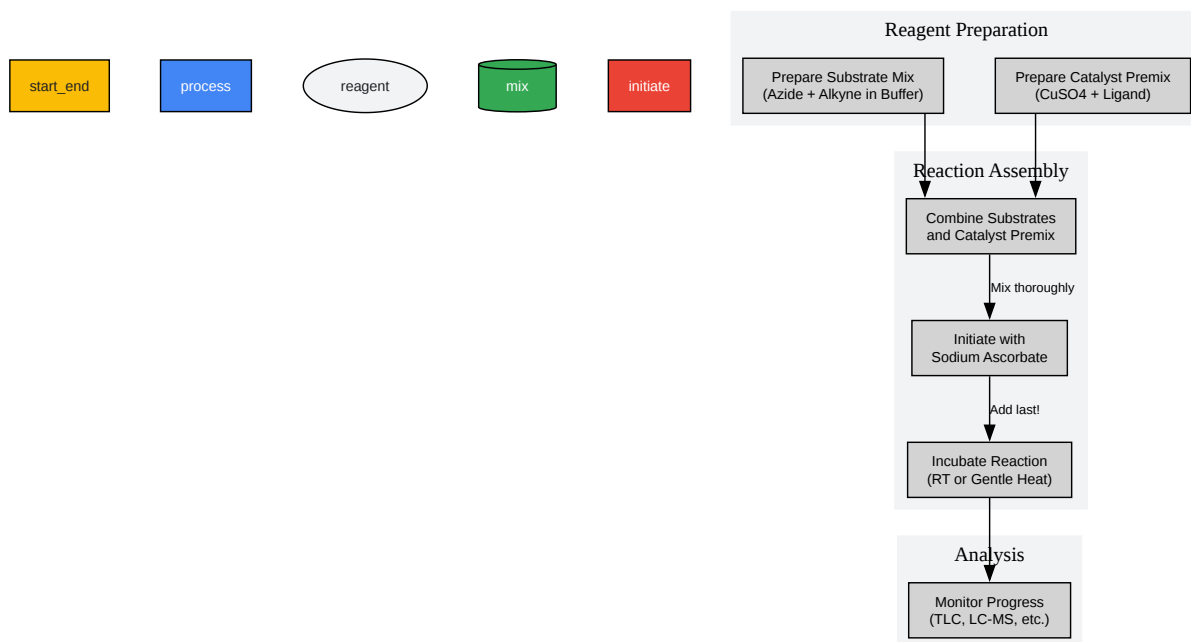 Reagent Preparation
start_end
process
reagent
mix
initiate
Prepare Substrate Mix
(Azide + Alkyne in Buffer)
Prepare Catalyst Premix
(CuSO4 + Ligand)
Reaction Assembly
Combine Substrates
and Catalyst Premix
Mix thoroughly
Initiate with
Sodium Ascorbate
Add last!
Incubate Reaction
(RT or Gentle Heat)
Analysis
Monitor Progress
(TLC, LC-MS, etc.)